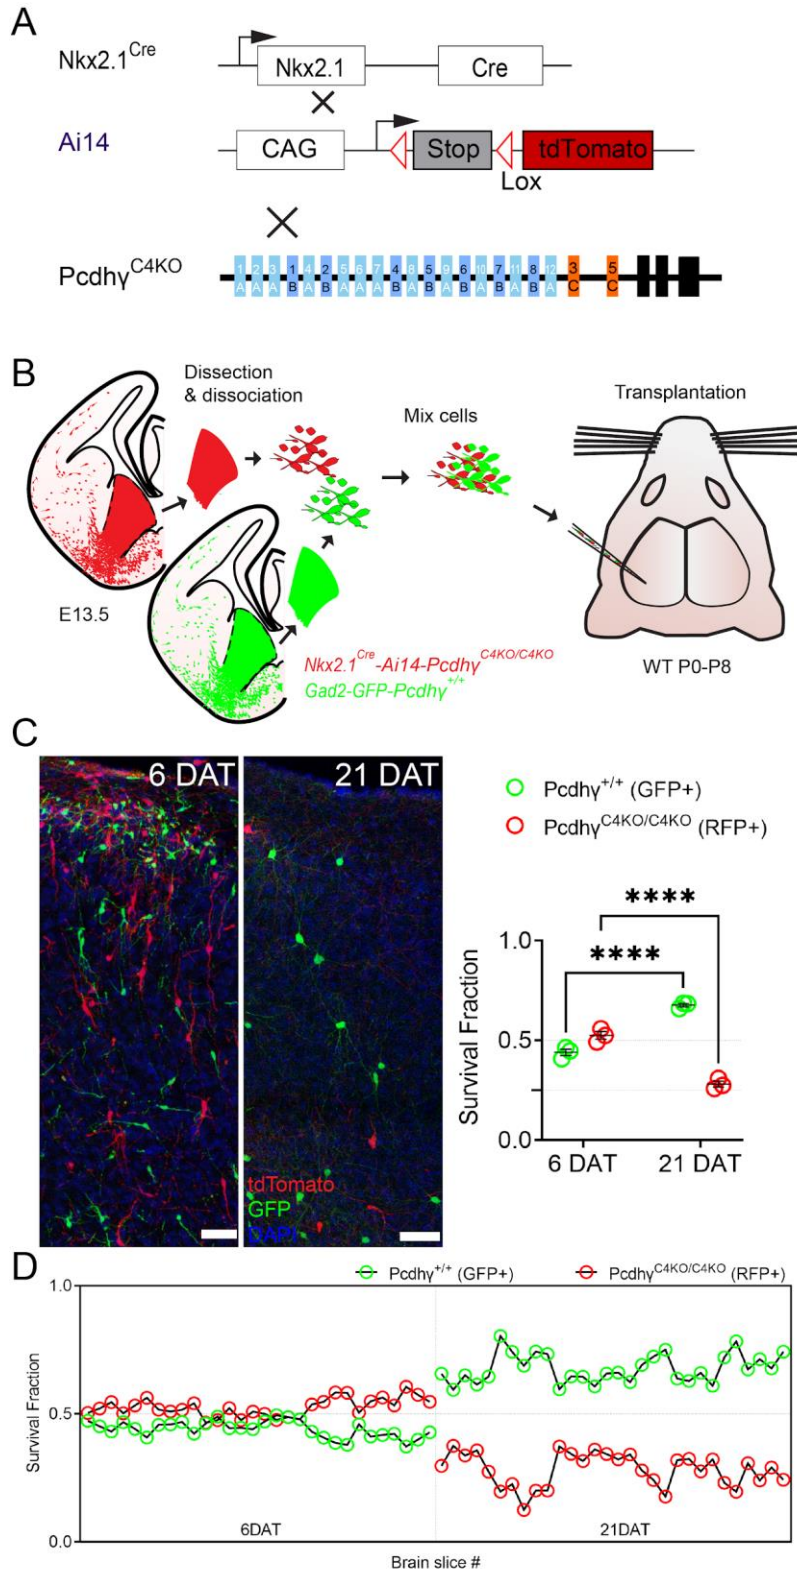 A
Nkx2.1Cre
Nkx2.1
Cre
Ai14
CAG
Stop
tdTomato
Lox
PcdhγC4KO
1 2 3 1 2 4 5 6 7 4 8 5 9 6 10 7 11 8 12 3 5
A A A B B A A A A B A B A B A B A B A C C
B
Dissection
& dissociation
Mix cells
Transplantation
E13.5
Nkx2.1Cre-Ai14-PcdhγC4KO/C4KO
Gad2-GFP-Pcdhγ+/+
WT P0-P8
C
6 DAT
21 DAT
tdTomato
GFP
DAPI
Pcdhγ+/+ (GFP+)
PcdhγC4KO/C4KO (RFP+)
****
****
1.0
0.5
0.0
Survival Fraction
6 DAT
21 DAT
D
Pcdhγ+/+ (GFP+)
PcdhγC4KO/C4KO (RFP+)
1.0
0.5
0.0
Survival Fraction
6DAT
21DAT
Brain slice #